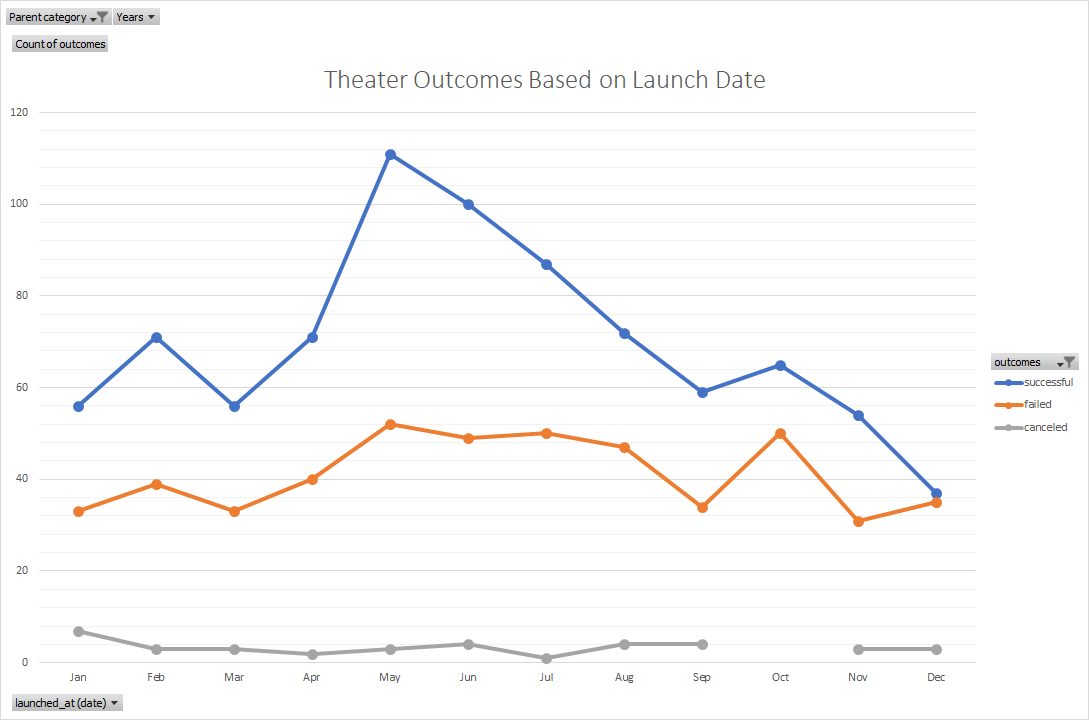 Parent category Years
Count of outcomes
Theater Outcomes Based on Launch Date
120
100
80
60
40
20
0
Jan Feb Mar Apr May Jun Jul Aug Sep Oct Nov Dec
outcomes
successful
failed
canceled
launched_at (date)